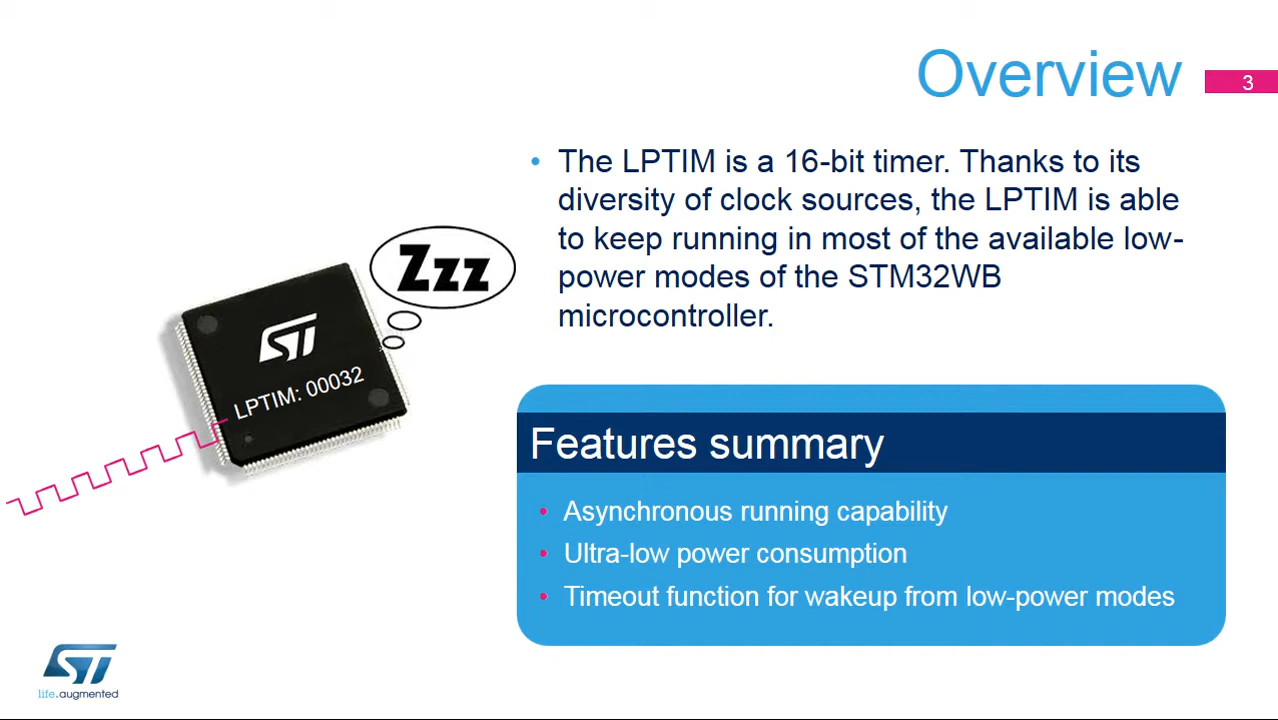 Overview
3
• The LPTIM is a 16-bit timer. Thanks to its
diversity of clock sources, the LPTIM is able
to keep running in most of the available low-
power modes of the STM32WB
microcontroller.
Zzz
ST
LPTIM: 00032
Features summary
• Asynchronous running capability
• Ultra-low power consumption
• Timeout function for wakeup from low-power modes
ST
life.augmented